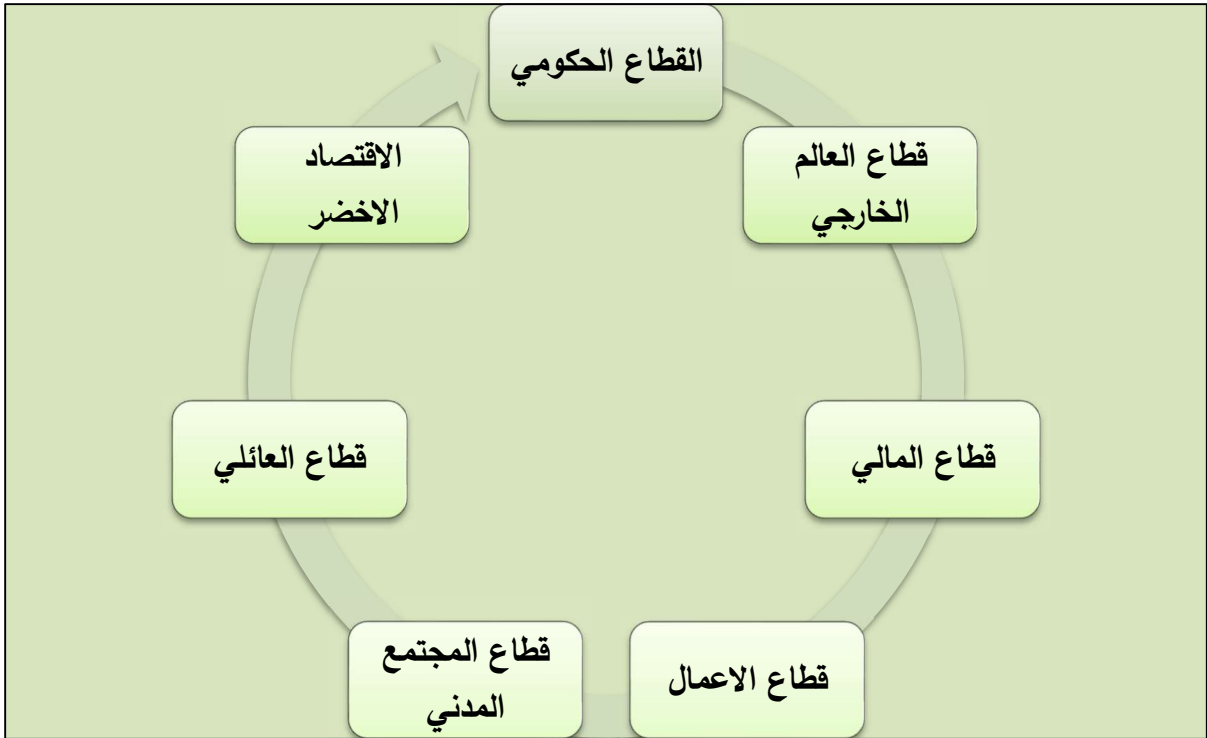 القطاع الحكومي
قطاع العالم
الخارجي
قطاع المالي
قطاع الاعمال
قطاع المجتمع
المدني
قطاع العائلي
الاقتصاد
الاخضر